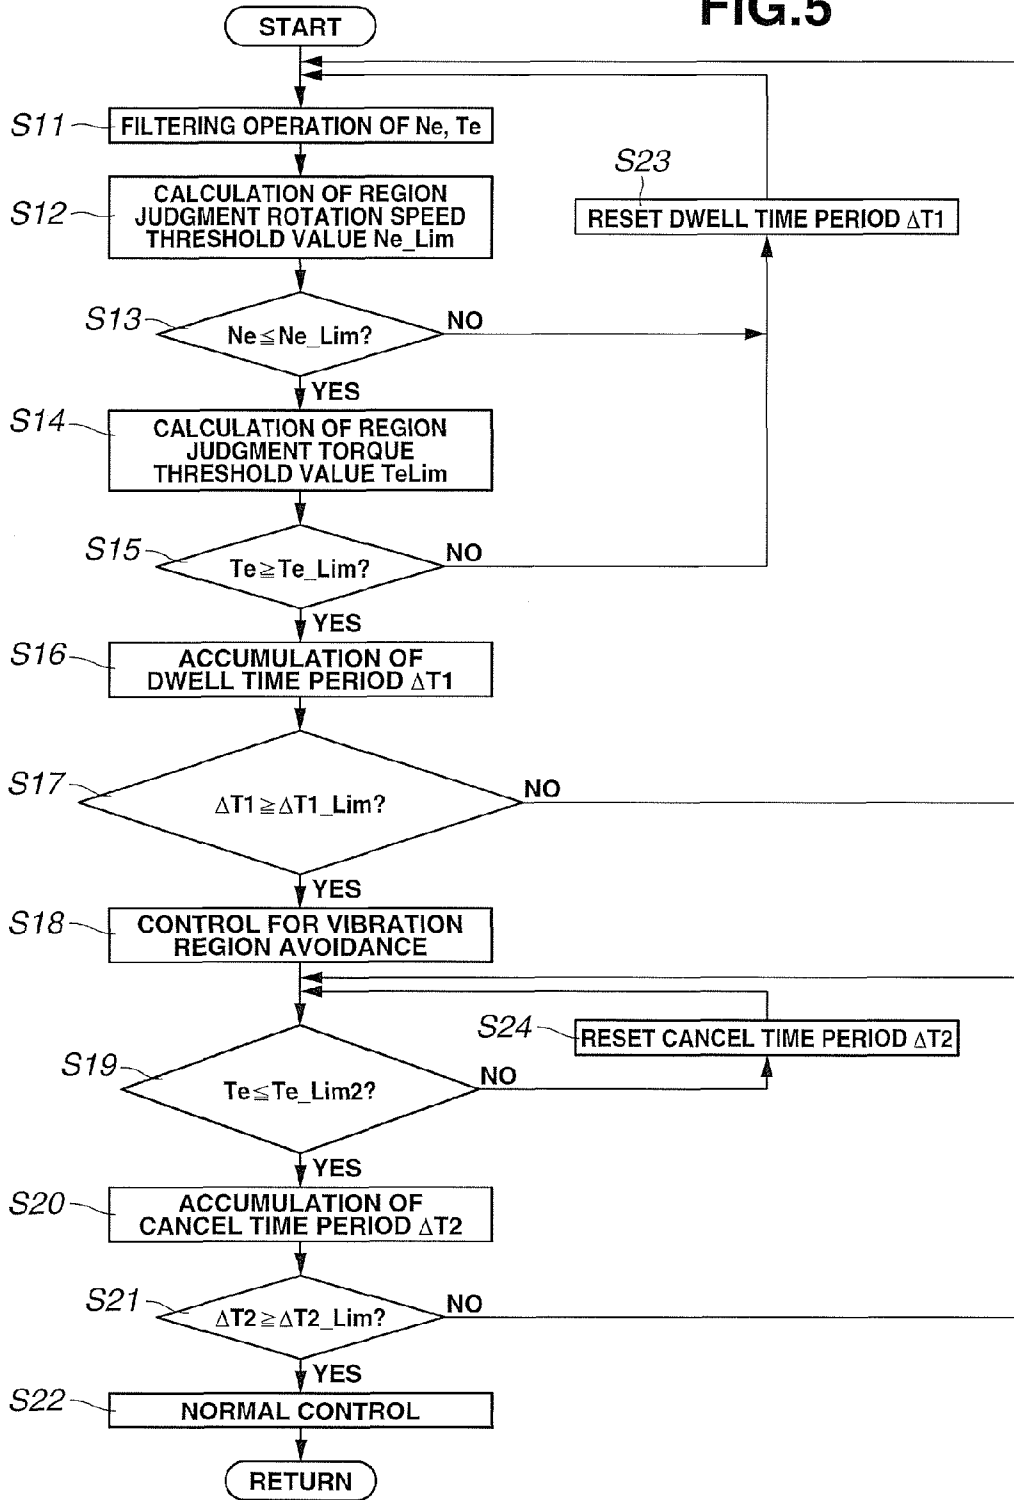 FIG.5
START
S11
FILTERING OPERATION OF Ne, Te
S12
CALCULATION OF REGION
JUDGMENT ROTATION SPEED
THRESHOLD VALUE Ne_Lim
S23
RESET DWELL TIME PERIOD ΔT1
S13
Ne≦Ne_Lim?
NO
YES
S14
CALCULATION OF REGION
JUDGMENT TORQUE
THRESHOLD VALUE TeLim
S15
Te≧Te_Lim?
NO
YES
S16
ACCUMULATION OF
DWELL TIME PERIOD ΔT1
S17
ΔT1≧ΔT1_Lim?
NO
YES
S18
CONTROL FOR VIBRATION
REGION AVOIDANCE
S24
RESET CANCEL TIME PERIOD ΔT2
S19
Te≦Te_Lim2?
NO
YES
S20
ACCUMULATION OF
CANCEL TIME PERIOD ΔT2
S21
ΔT2≧ΔT2_Lim?
NO
YES
S22
NORMAL CONTROL
RETURN